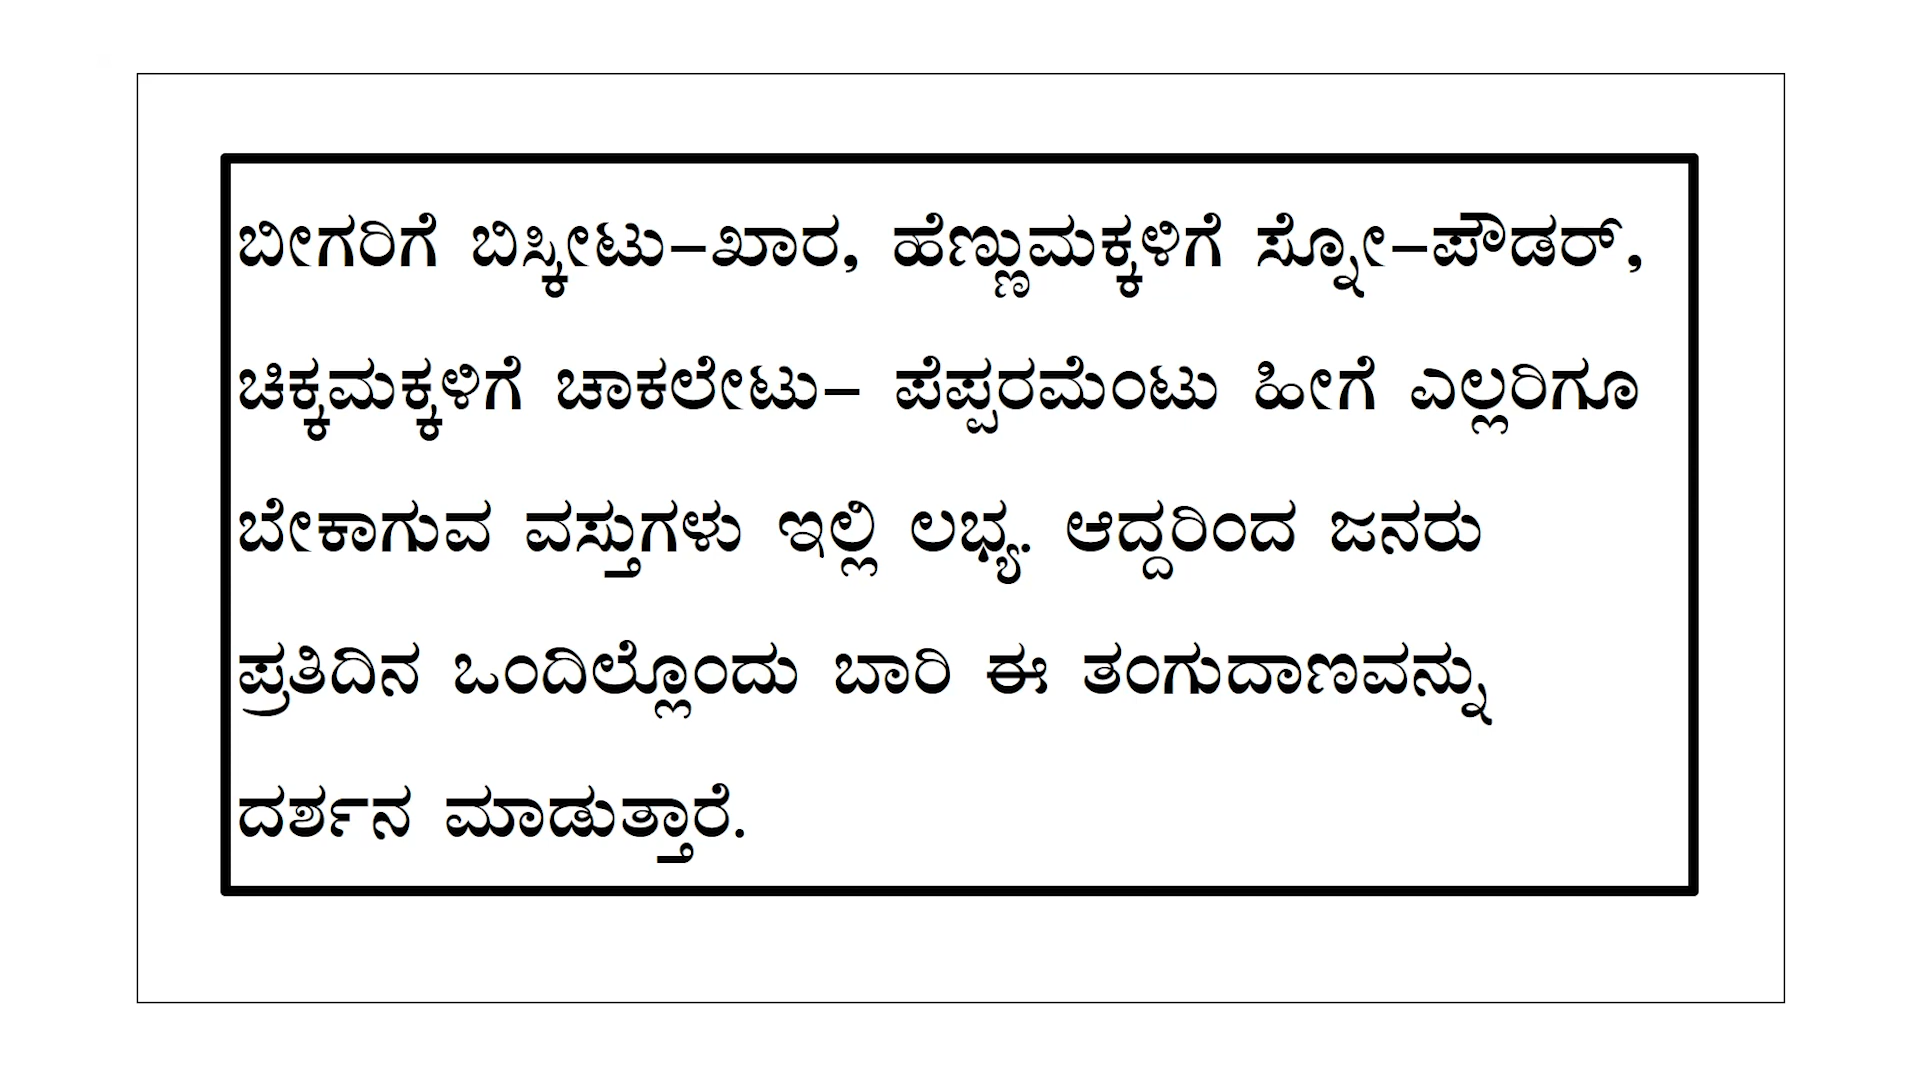 ಬೀಗರಿಗೆ ಬಿಸ್ಕೀಟು–ಖಾರ, ಹೆಣ್ಣುಮಕ್ಕಳಿಗೆ ಸ್ನೋ–ಪೌಡರ್,
ಚಿಕ್ಕಮಕ್ಕಳಿಗೆ ಚಾಕಲೇಟು– ಪೆಪ್ಪರಮೆಂಟು ಹೀಗೆ ಎಲ್ಲರಿಗೂ
ಬೇಕಾಗುವ ವಸ್ತುಗಳು ಇಲ್ಲಿ ಲಭ್ಯ. ಆದ್ದರಿಂದ ಜನರು
ಪ್ರತಿದಿನ ಒಂದಿಲ್ಲೊಂದು ಬಾರಿ ಈ ತಂಗುದಾಣವನ್ನು
ದರ್ಶನ ಮಾಡುತ್ತಾರೆ.